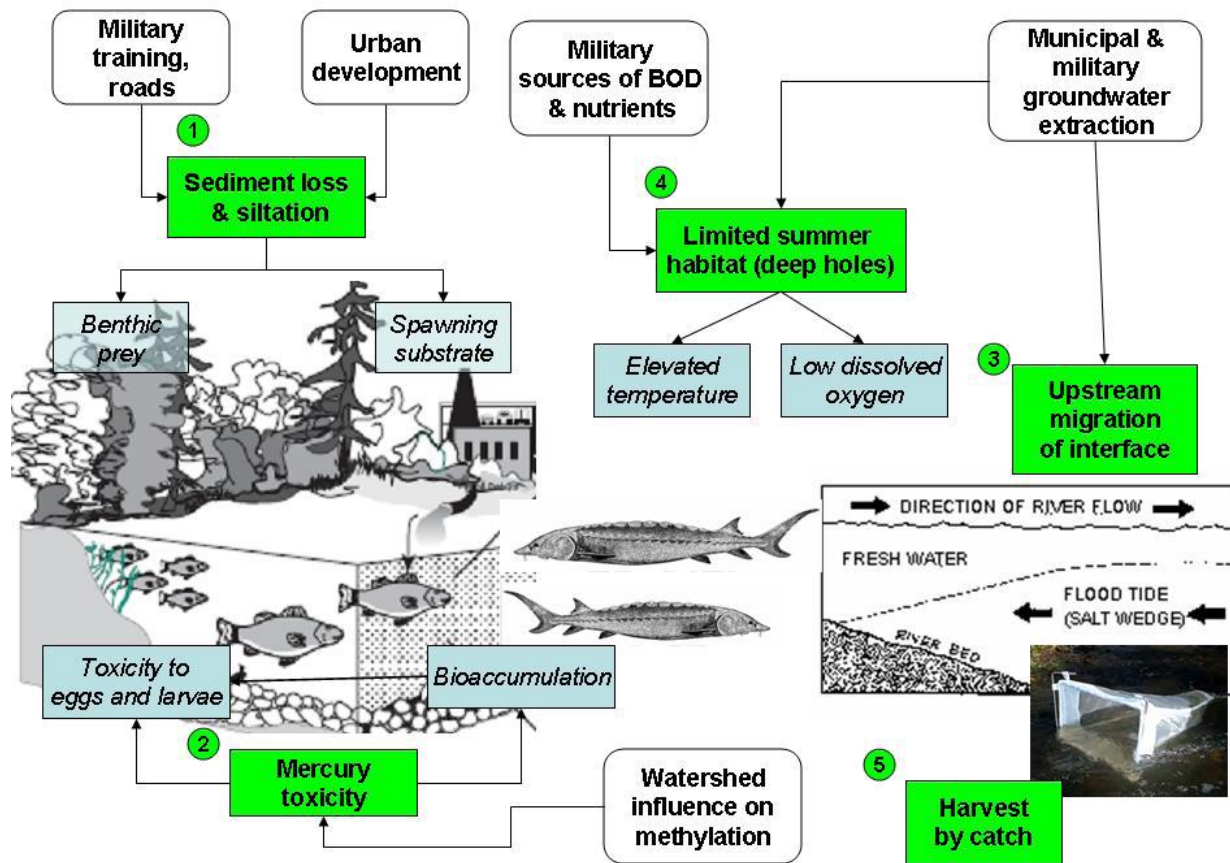 Military
training,
roads
Urban
development
Military
sources of BOD
& nutrients
Municipal &
military
groundwater
extraction
1
Sediment loss
& siltation
4
Limited summer
habitat (deep holes)
Benthic
prey
Spawning
substrate
Elevated
temperature
Low dissolved
oxygen
3
Upstream
migration
of interface
DIRECTION OF RIVER FLOW
FRESH WATER
FLOOD TIDE
(SALT WEDGE)
RIVER BED
Toxicity to
eggs and larvae
Bioaccumulation
2
Mercury
toxicity
Watershed
influence on
methylation
5
Harvest
by catch